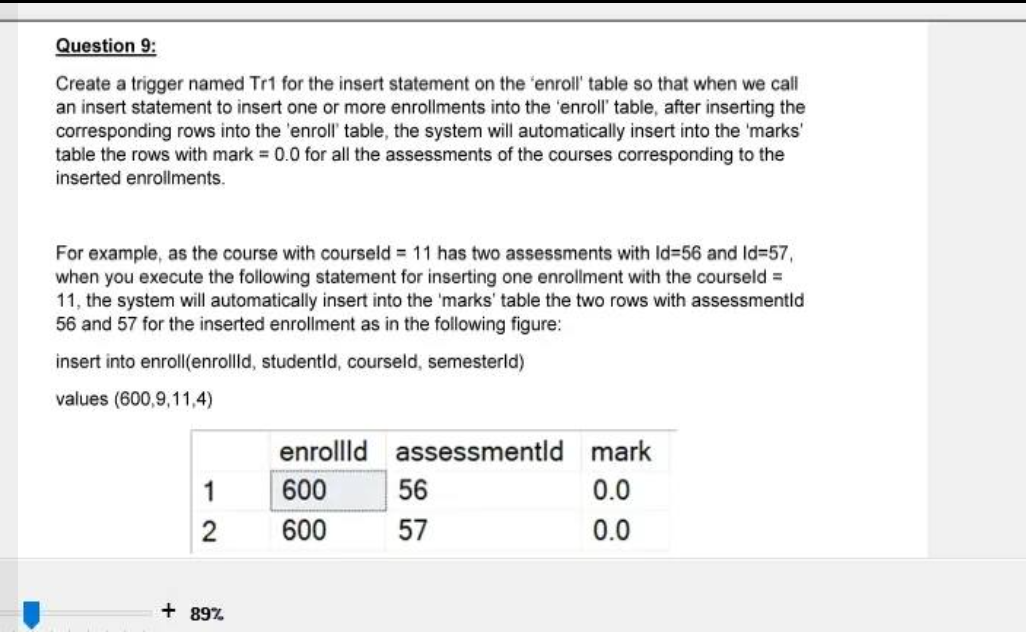 Question 9:
Create a trigger named Tr1 for the insert statement on the 'enroll' table so that when we call
an insert statement to insert one or more enrollments into the 'enroll' table, after inserting the
corresponding rows into the 'enroll' table, the system will automatically insert into the 'marks'
table the rows with mark = 0.0 for all the assessments of the courses corresponding to the
inserted enrollments.
For example, as the course with courseId = 11 has two assessments with Id=56 and Id=57,
when you execute the following statement for inserting one enrollment with the courseId =
11, the system will automatically insert into the 'marks' table the two rows with assessmentId
56 and 57 for the inserted enrollment as in the following figure:
insert into enroll(enrollId, studentId, courseId, semesterId)
values (600,9,11,4)
enrollId assessmentId mark
1 600 56 0.0
2 600 57 0.0
+ 89%